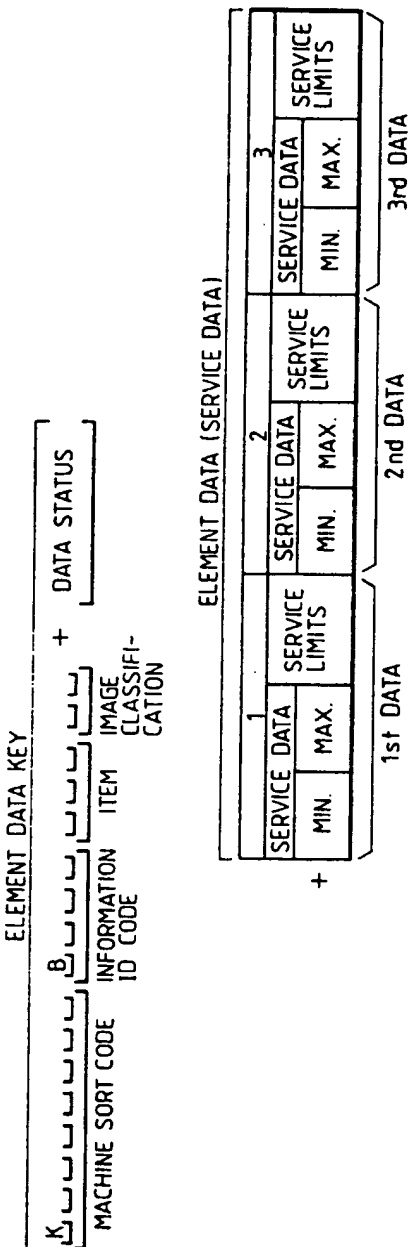 ELEMENT DATA KEY
K B
MACHINE SORT CODE
INFORMATION
ID CODE
ITEM
IMAGE
CLASSIFI-
CATION
+ DATA STATUS
ELEMENT DATA (SERVICE DATA)
+
1 2 3
SERVICE DATA
SERVICE
LIMITS
MIN. MAX.
SERVICE DATA
SERVICE
LIMITS
MIN. MAX.
SERVICE DATA
SERVICE
LIMITS
MIN. MAX.
1st DATA 2nd DATA 3rd DATA